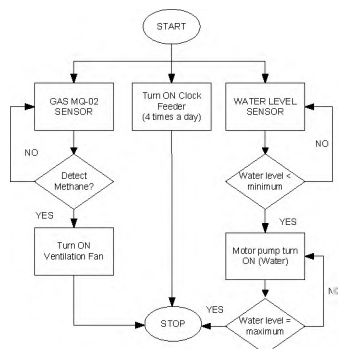 START
GAS MQ-02
SENSOR
Turn ON Clock
Feeder
(4 times a day)
WATER LEVEL
SENSOR
NO
NO
Detect
Methane?
Water level <
minimum
YES
YES
Turn ON
Ventilation Fan
Motor pump turn
ON (Water)
NO
YES
STOP
Water level =
maximum